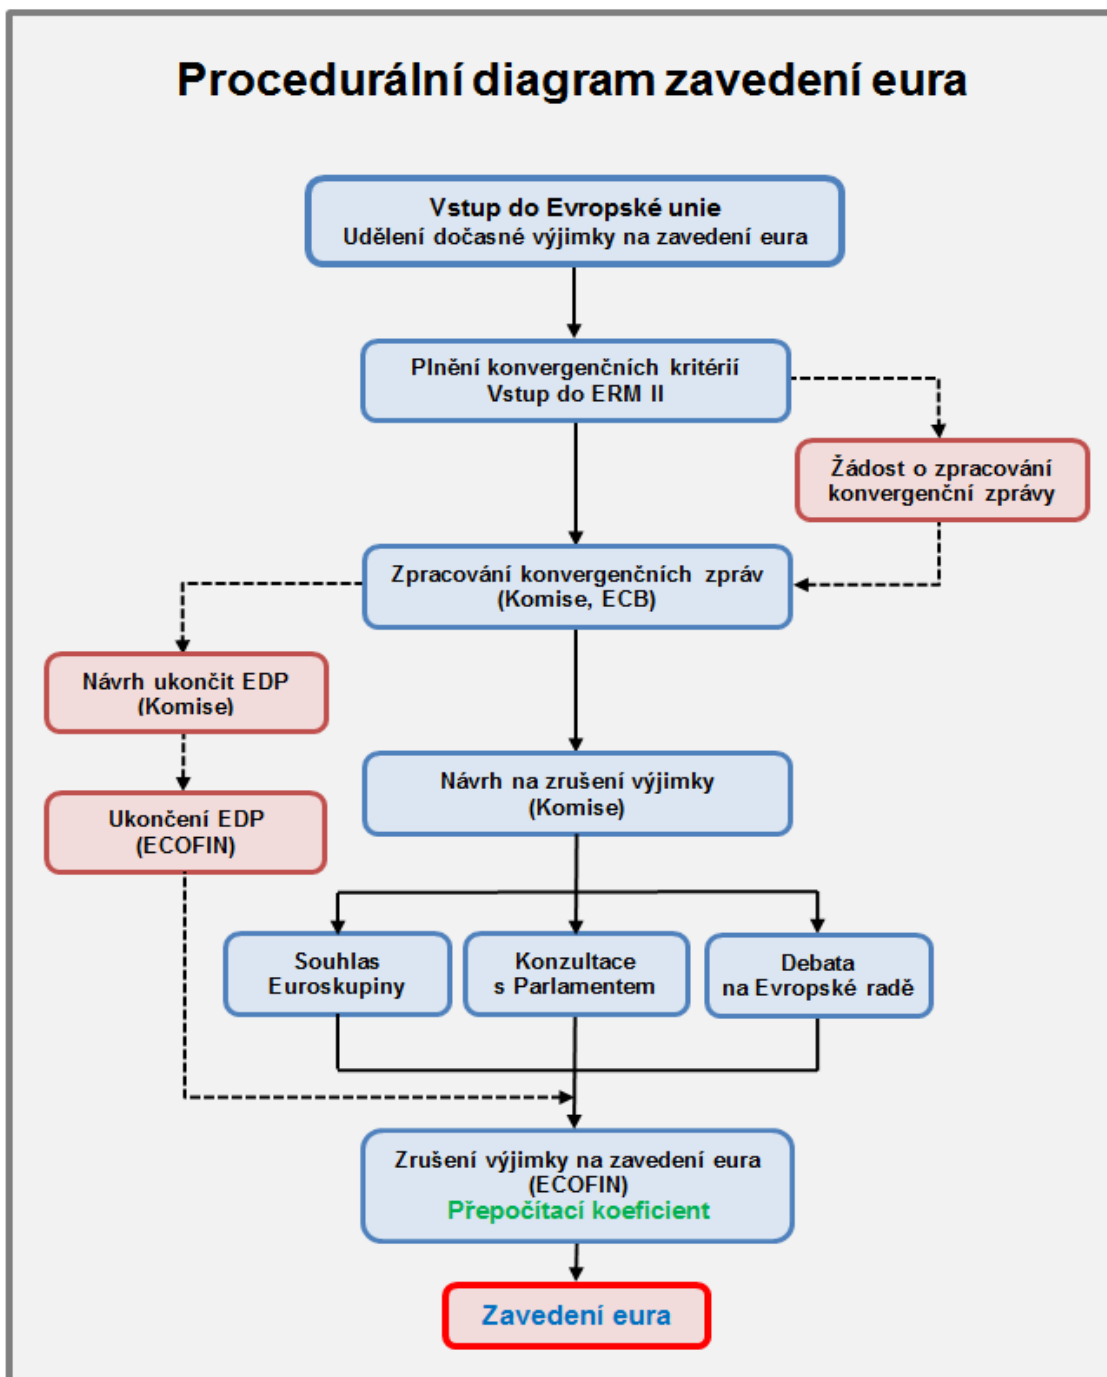 Procedurální diagram zavedení eura
Vstup do Evropské unie
Udělení dočasné výjimky na zavedení eura
Plnění konvergenčních kritérií
Vstup do ERM II
Žádost o zpracování
konvergenční zprávy
Zpracování konvergenčních zpráv
(Komise, ECB)
Návrh ukončit EDP
(Komise)
Návrh na zrušení výjimky
(Komise)
Ukončení EDP
(ECOFIN)
Souhlas
Euroskupiny
Konzultace
s Parlamentem
Debata
na Evropské radě
Zrušení výjimky na zavedení eura
(ECOFIN)
Přepočítací koeficient
Zavedení eura